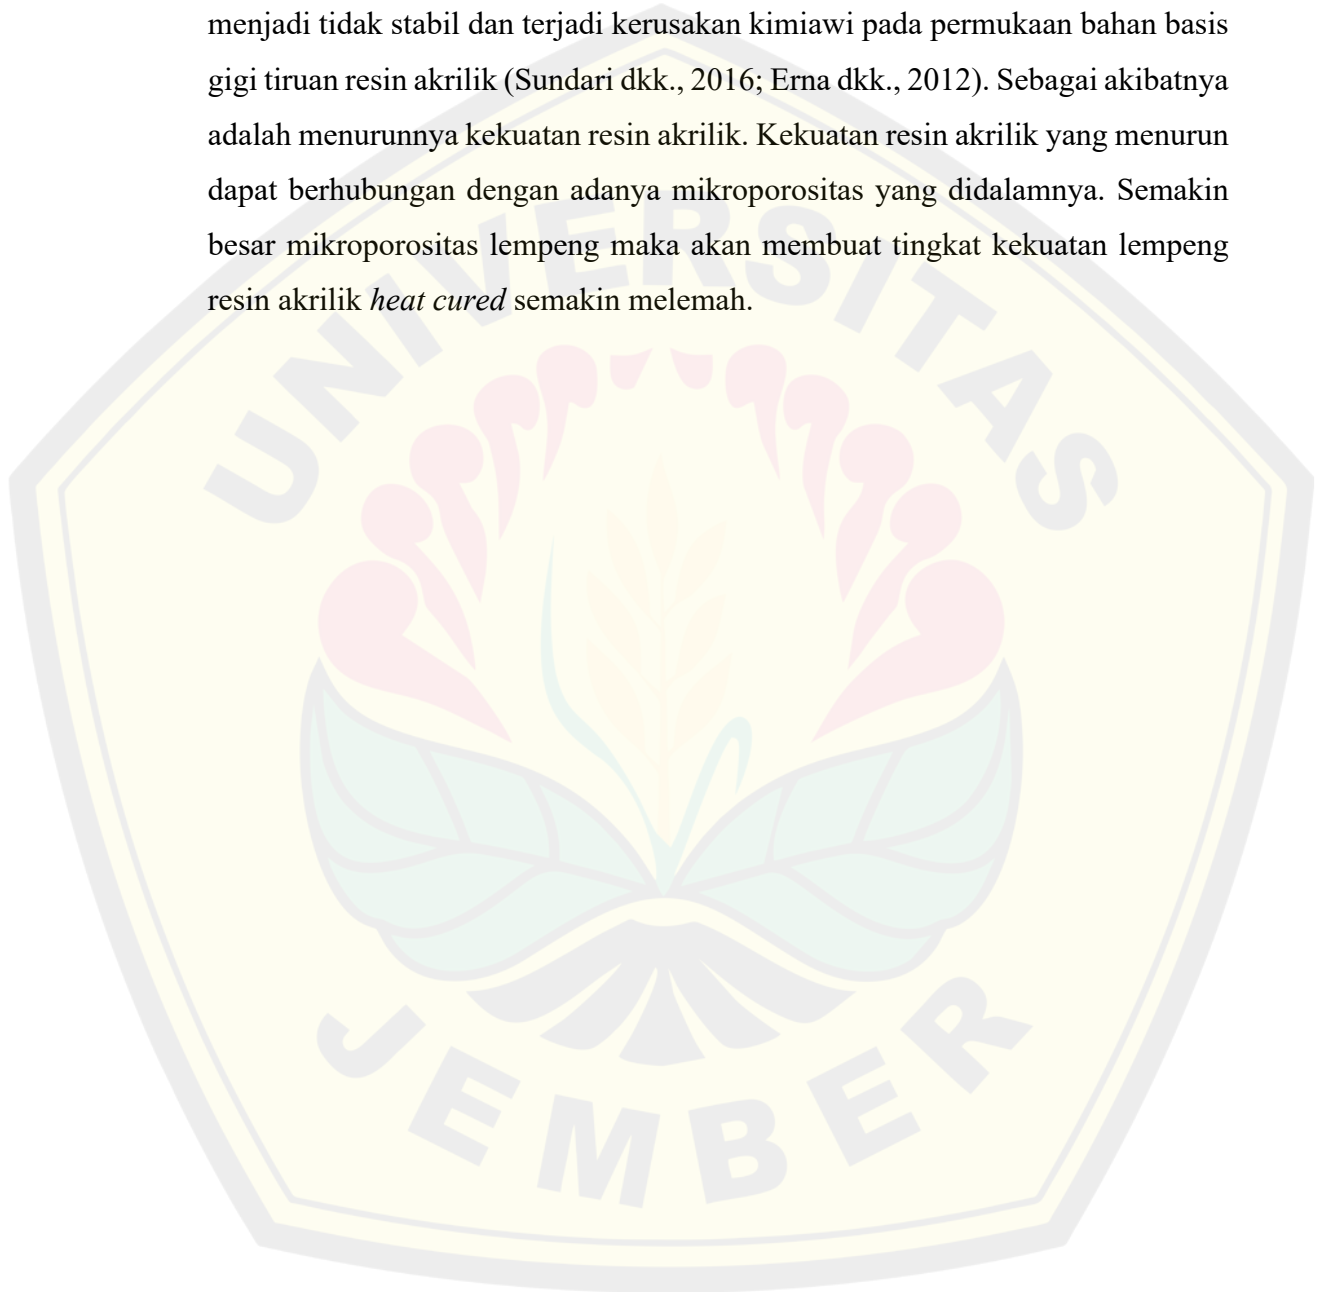 menjadi tidak stabil dan terjadi kerusakan kimiawi pada permukaan bahan basis
gigi tiruan resin akrilik (Sundari dkk., 2016; Erna dkk., 2012). Sebagai akibatnya
adalah menurunnya kekuatan resin akrilik. Kekuatan resin akrilik yang menurun
dapat berhubungan dengan adanya mikroporositas yang didalamnya. Semakin
besar mikroporositas lempeng maka akan membuat tingkat kekuatan lempeng
resin akrilik heat cured semakin melemah.
UNIVERSITAS
JEMBER